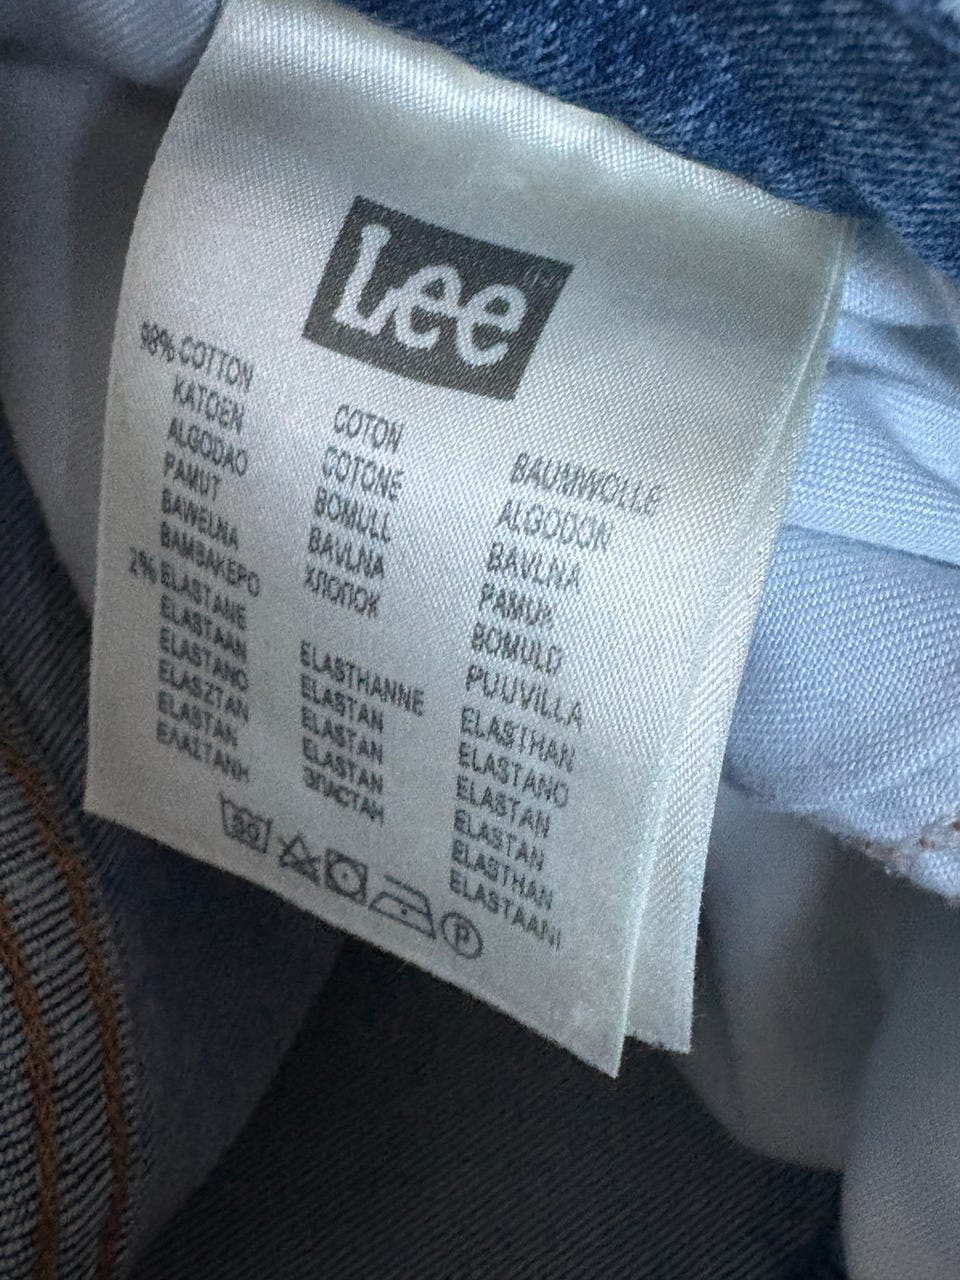 Lee
98% COTTON COTON BAUMWOLLE
KATOEN COTONE ALGODON
ALGODAO BOMULL BAVLNA
PAMUT BAVLNA PAMUK
BAWELNA ХЛОПОК BOMULD
BAMBAKEPO PUUVILLA
2% ELASTANE ELASTHANNE ELASTHAN
ELASTAAN ELASTAN ELASTANO
ELASTANO ELASTAN ELASTAN
ELASZTAN ELASTAN ELASTAN
ELASTAN ЭЛАСТАН ELASTHAN
ΕΛΑΣΤΑΝΗ ELASTAANI
30
P